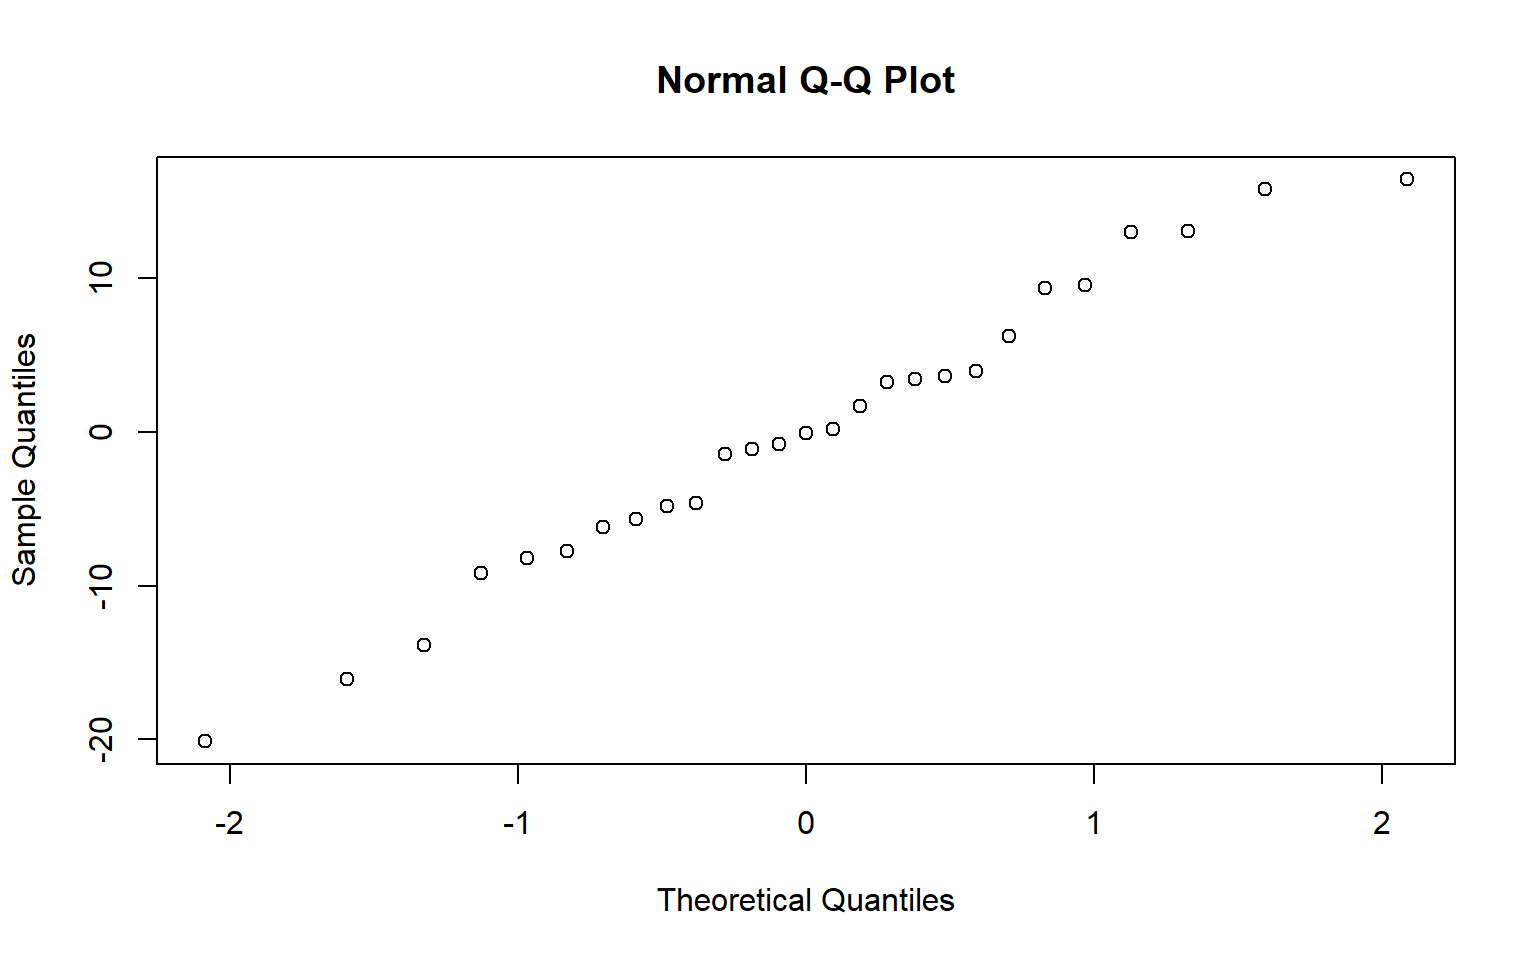 Normal Q-Q Plot
Sample Quantiles
10
0
-10
-20
-2 -1 0 1 2
Theoretical Quantiles